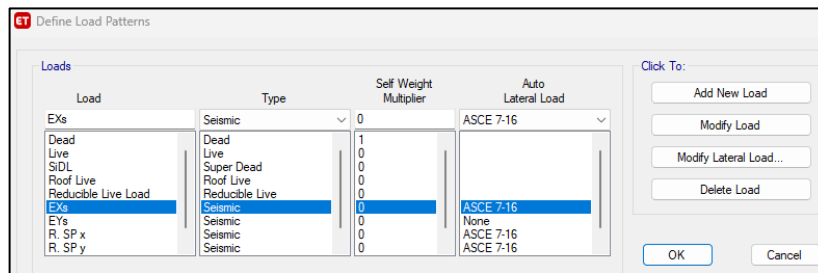 ET Define Load Patterns
Loads
Click To:
Load Type Self Weight Multiplier Auto Lateral Load
EXs Seismic 0 ASCE 7-16
Dead Dead 1
Live Live 0
SiDL Super Dead 0
Roof Live Roof Live 0
Reducible Live Load Reducible Live 0
EXs Seismic 0 ASCE 7-16
EYs Seismic 0 None
R. SP x Seismic 0 ASCE 7-16
R. SP y Seismic 0 ASCE 7-16
Add New Load
Modify Load
Modify Lateral Load...
Delete Load
OK Cancel